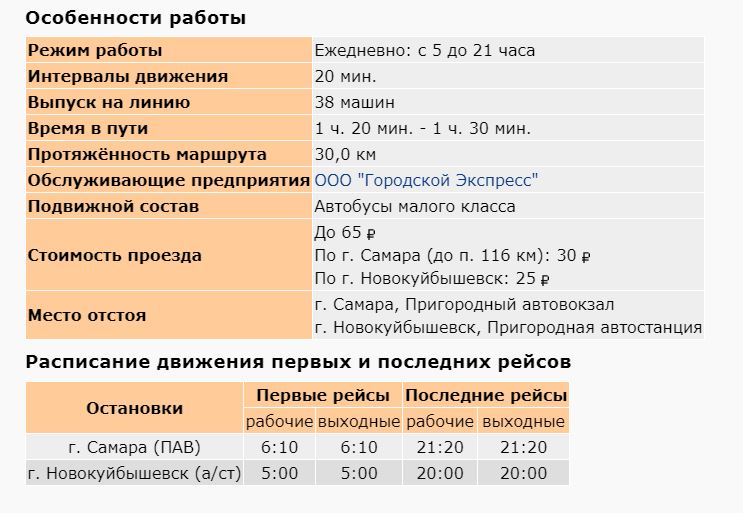 Особенности работы
Режим работы Ежедневно: с 5 до 21 часа
Интервалы движения 20 мин.
Выпуск на линию 38 машин
Время в пути 1 ч. 20 мин. - 1 ч. 30 мин.
Протяжённость маршрута 30,0 км
Обслуживающие предприятия ООО "Городской Экспресс"
Подвижной состав Автобусы малого класса
Стоимость проезда До 65 ₽
По г. Самара (до п. 116 км): 30 ₽
По г. Новокуйбышевск: 25 ₽
Место отстоя г. Самара, Пригородный автовокзал
г. Новокуйбышевск, Пригородная автостанция
Расписание движения первых и последних рейсов
Остановки Первые рейсы Последние рейсы
рабочие выходные рабочие выходные
г. Самара (ПАВ) 6:10 6:10 21:20 21:20
г. Новокуйбышевск (а/ст) 5:00 5:00 20:00 20:00